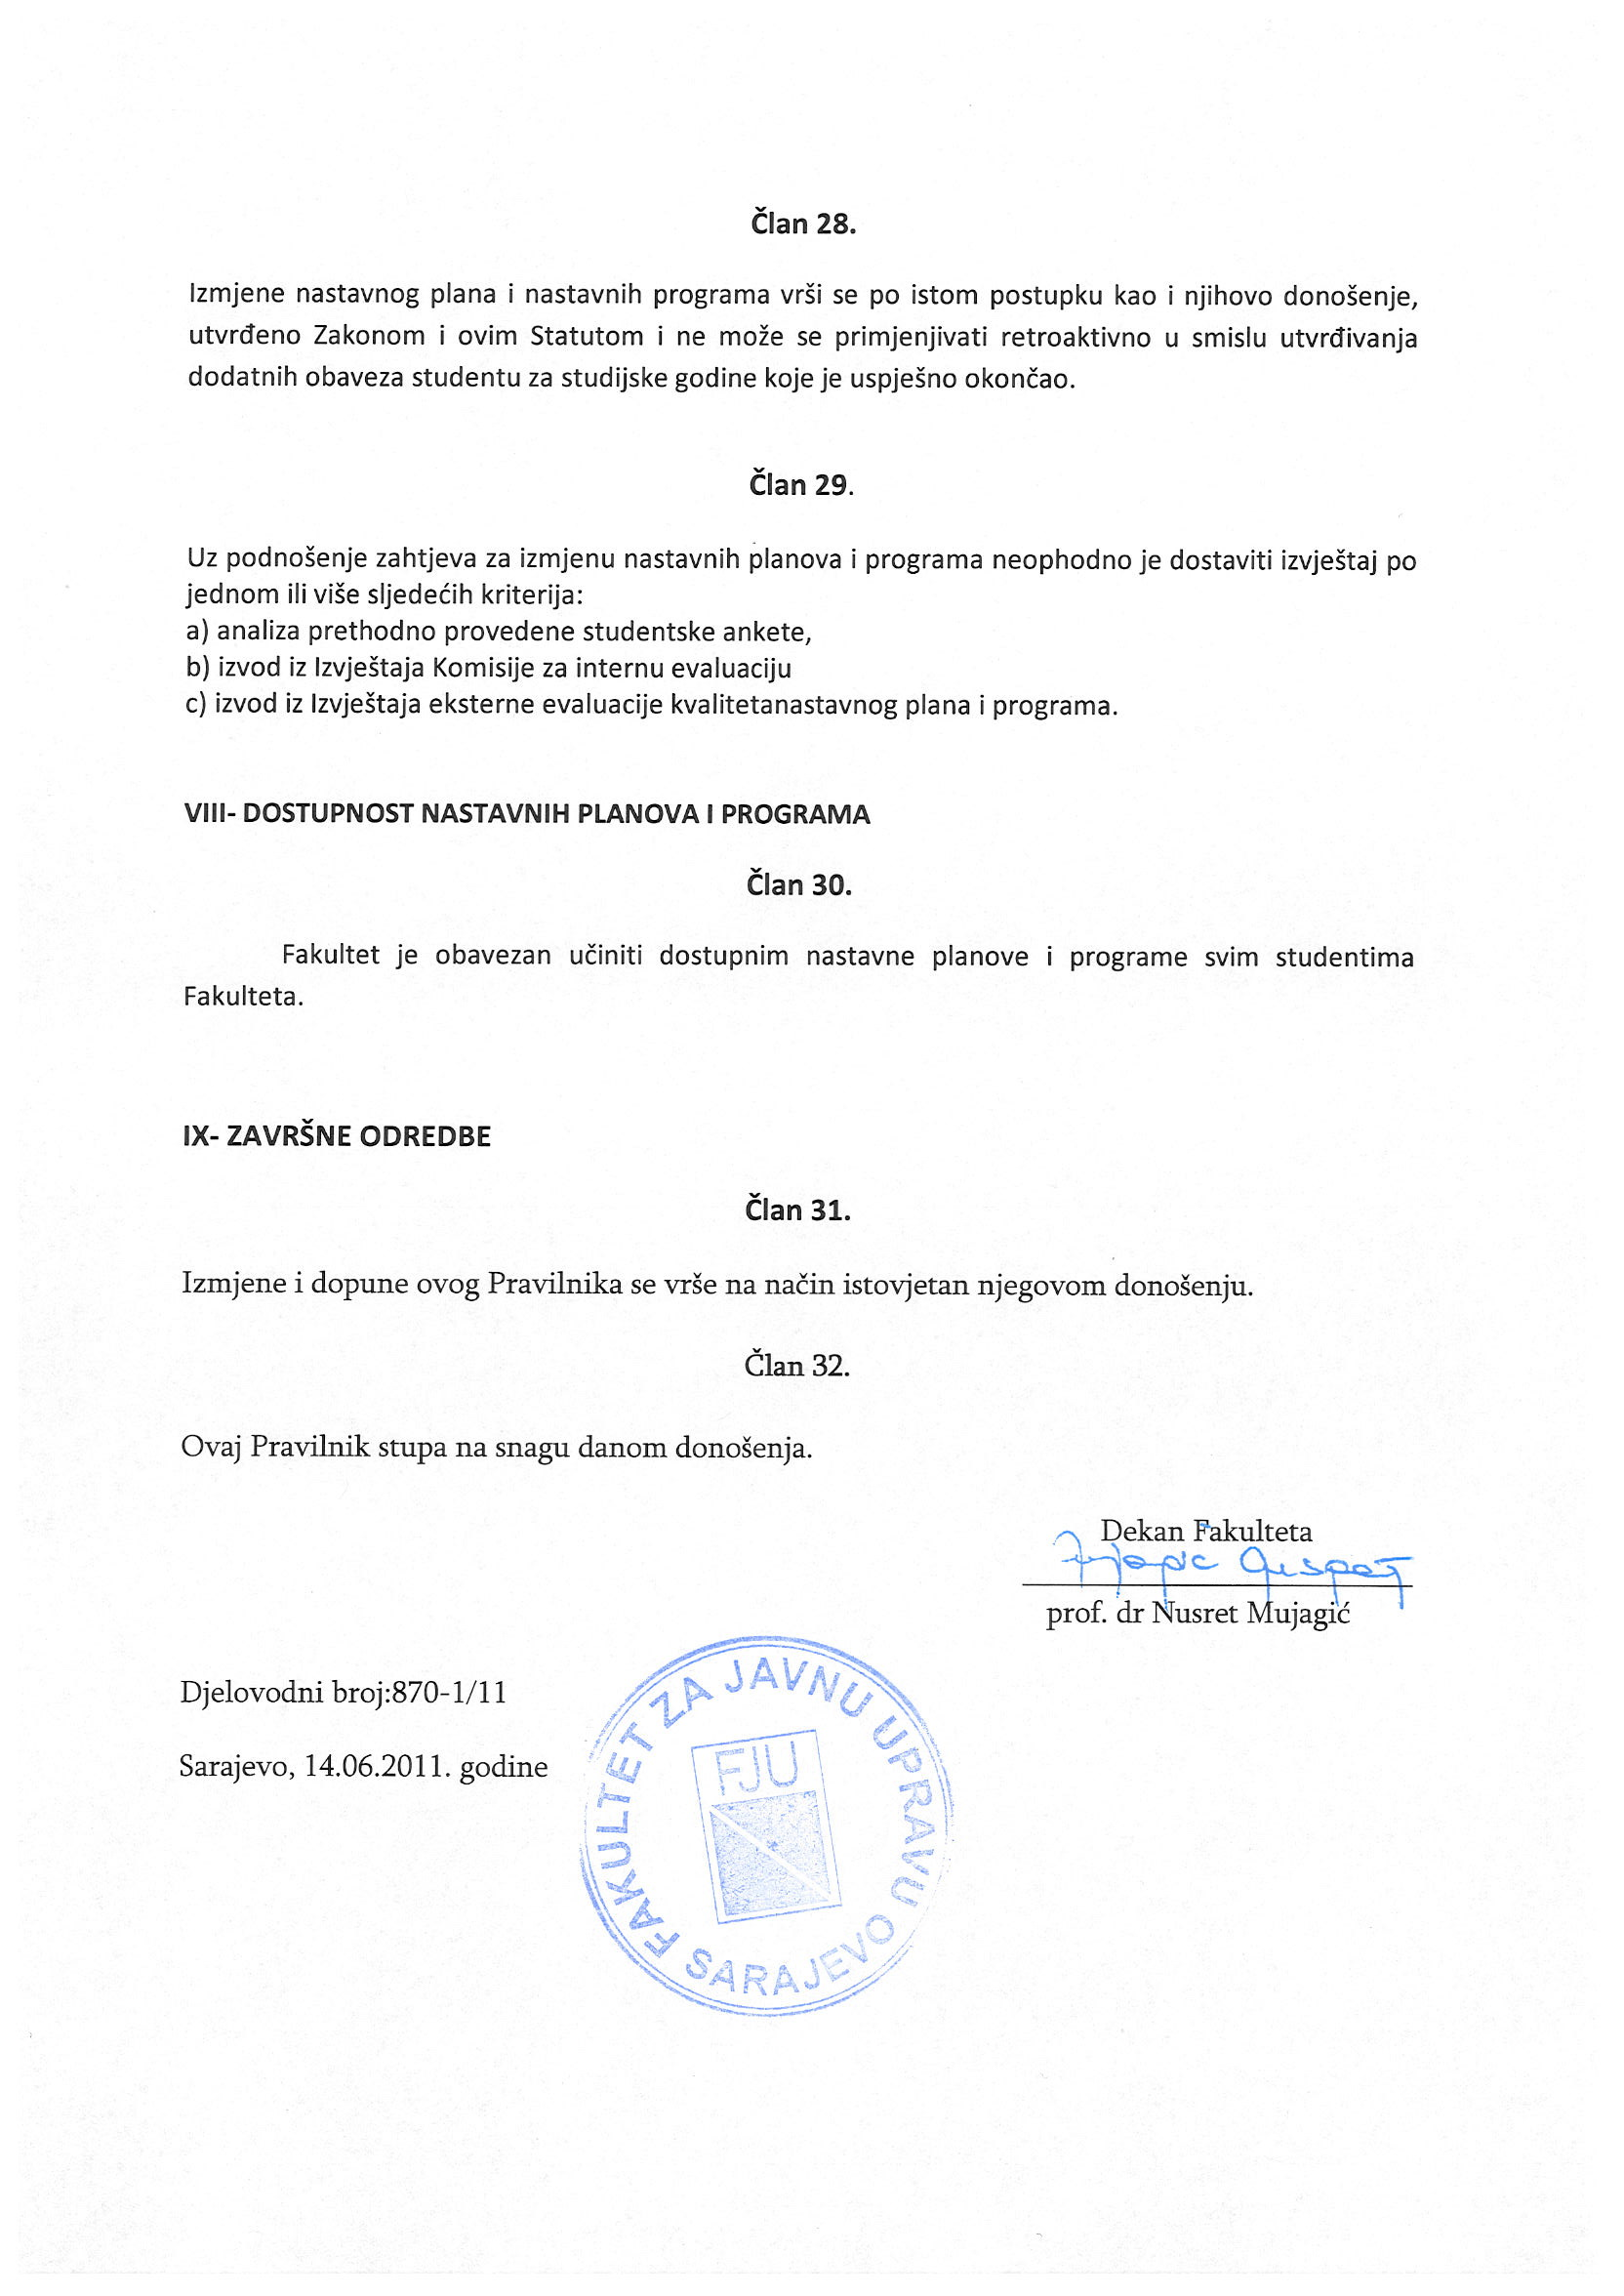 Član 28.
Izmjene nastavnog plana i nastavnih programa vrši se po istom postupku kao i njihovo donošenje,
utvrđeno Zakonom i ovim Statutom i ne može se primjenjivati retroaktivno u smislu utvrđivanja
dodatnih obaveza studentu za studijske godine koje je uspješno okončao.
Član 29.
Uz podnošenje zahtjeva za izmjenu nastavnih planova i programa neophodno je dostaviti izvještaj po
jednom ili više sljedećih kriterija:
a) analiza prethodno provedene studentske ankete,
b) izvod iz Izvještaja Komisije za internu evaluaciju
c) izvod iz Izvještaja eksterne evaluacije kvalitetanastavnog plana i programa.
VIII- DOSTUPNOST NASTAVNIH PLANOVA I PROGRAMA
Član 30.
Fakultet je obavezan učiniti dostupnim nastavne planove i programe svim studentima
Fakulteta.
IX- ZAVRŠNE ODREDBE
Član 31.
Izmjene i dopune ovog Pravilnika se vrše na način istovjetan njegovom donošenju.
Član 32.
Ovaj Pravilnik stupa na snagu danom donošenja.
Dekan Fakulteta
prof. dr Nusret Mujagić
Djelovodni broj:870-1/11
Sarajevo, 14.06.2011. godine
FAKULTET ZA JAVNU UPRAVU
FJU
SARAJEVO